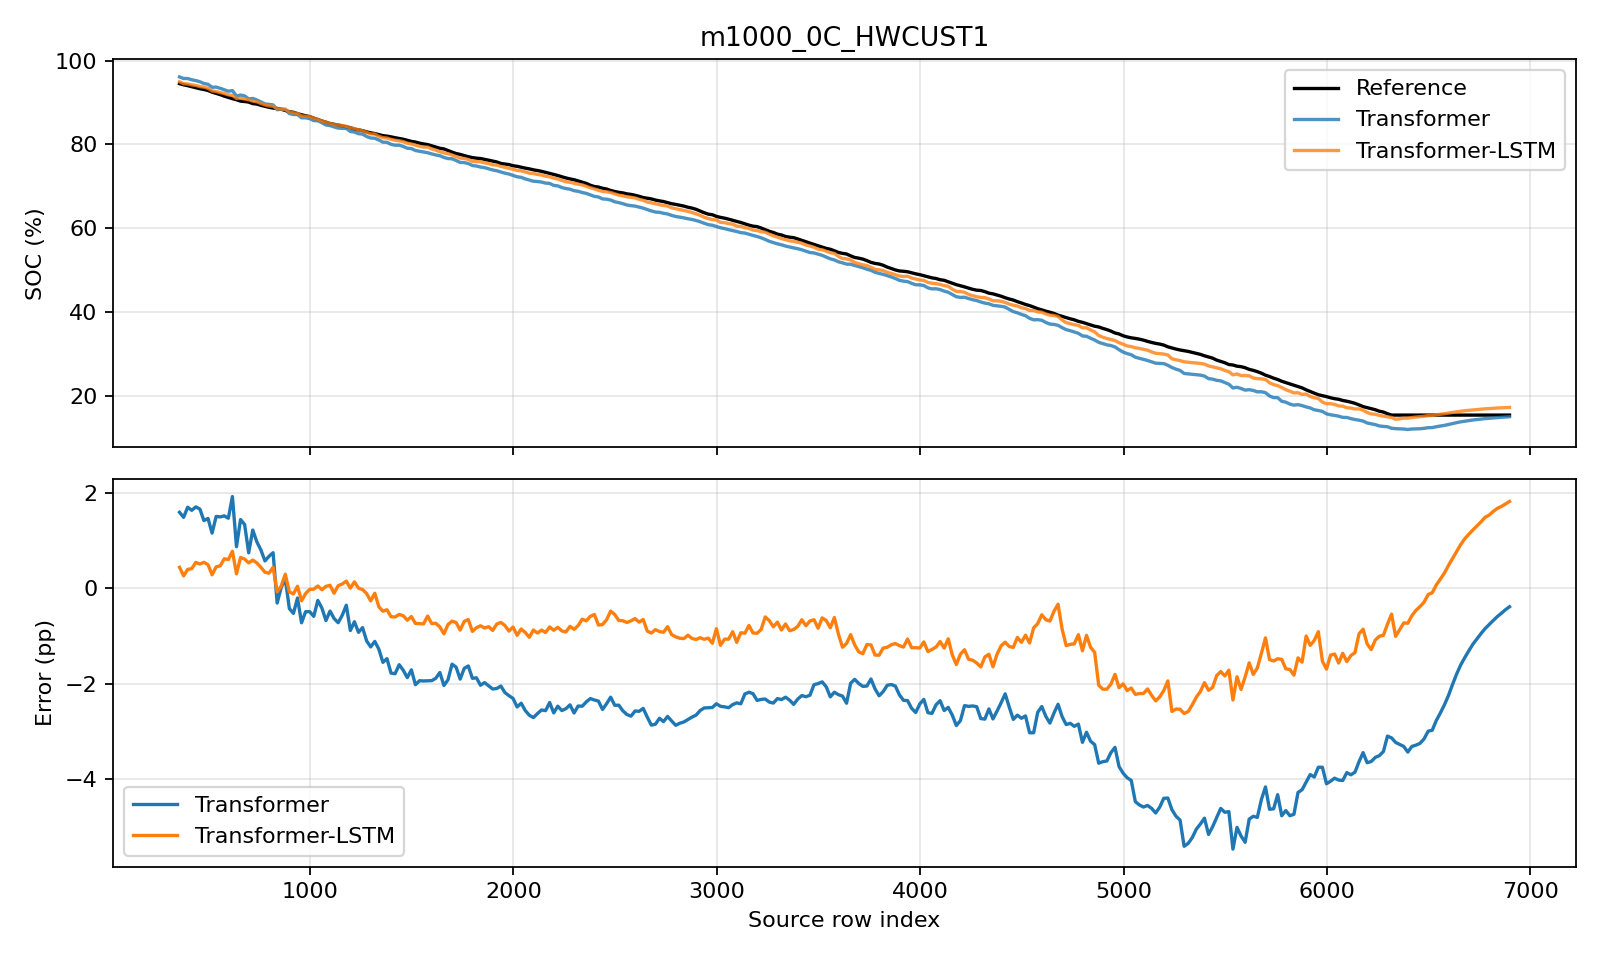 m1000_0C_HWCUST1
100
80
60
40
20
SOC (%)
Reference
Transformer
Transformer-LSTM
2
0
−2
−4
Error (pp)
Transformer
Transformer-LSTM
1000 2000 3000 4000 5000 6000 7000
Source row index